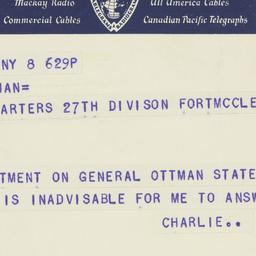 Mackay Radio All America Cables
Commercial Cables Canadian Pacific Telegraphs
NY 8 629P
MAN=
ARTERS 27TH DIVISON FORTMCCLE
TMENT ON GENERAL OTTMAN STATE
IS INADVISABLE FOR ME TO ANSW
CHARLIE..